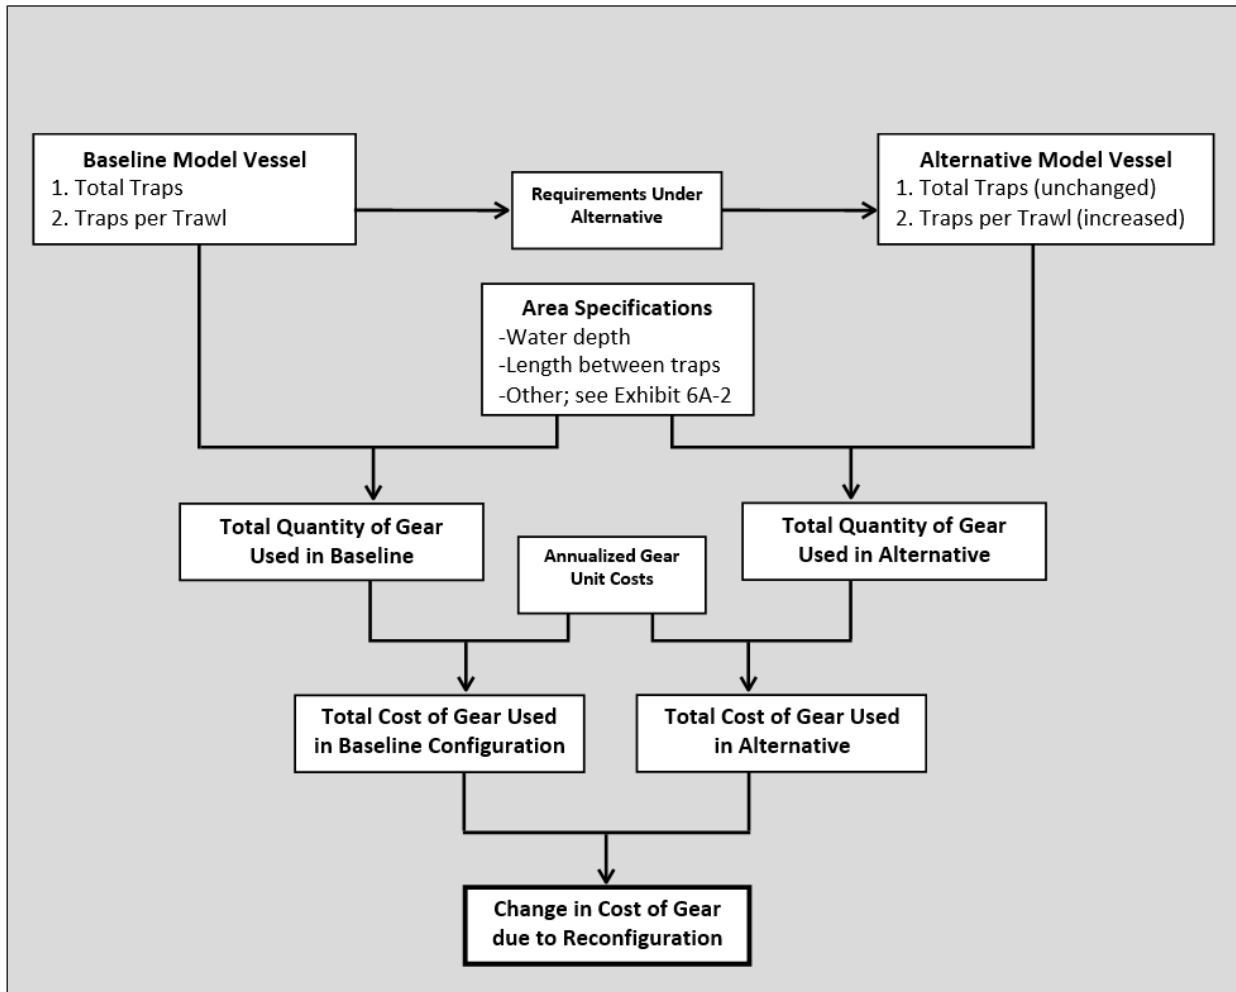 Baseline Model Vessel
1. Total Traps
2. Traps per Trawl
Requirements Under
Alternative
Alternative Model Vessel
1. Total Traps (unchanged)
2. Traps per Trawl (increased)
Area Specifications
-Water depth
-Length between traps
-Other; see Exhibit 6A-2
Total Quantity of Gear
Used in Baseline
Annualized Gear
Unit Costs
Total Quantity of Gear
Used in Alternative
Total Cost of Gear Used
in Baseline Configuration
Total Cost of Gear Used
in Alternative
Change in Cost of Gear
due to Reconfiguration